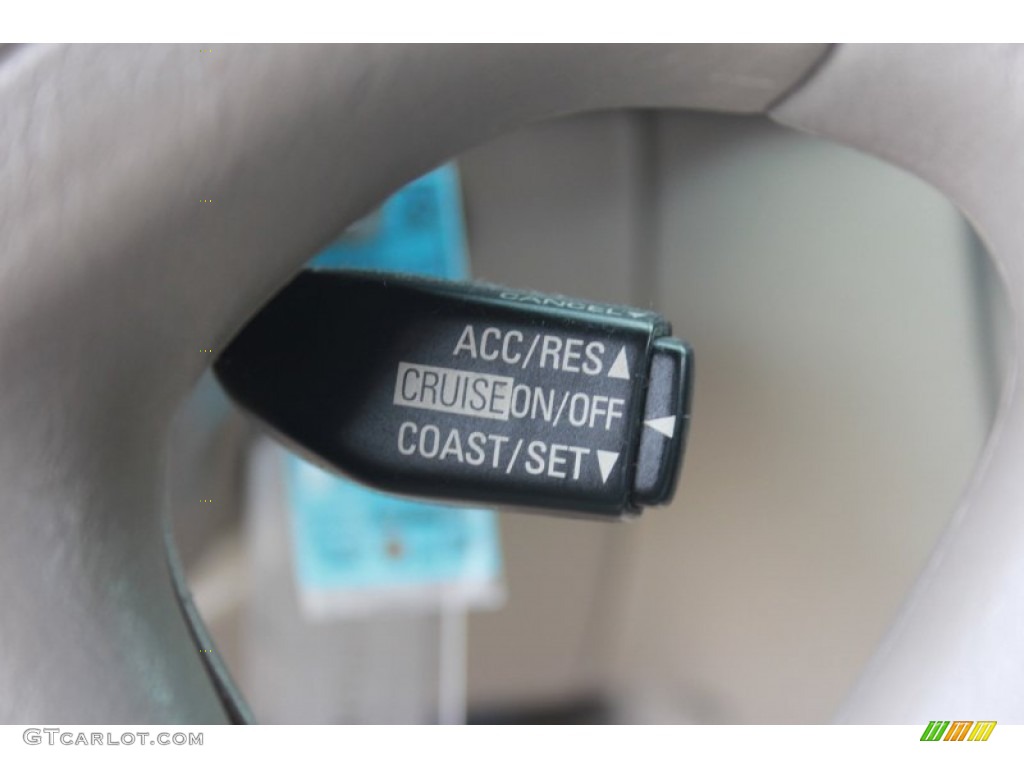 CANCEL▼
ACC/RES▲
CRUISE ON/OFF ◀
COAST/SET▼
GTCARLOT.COM